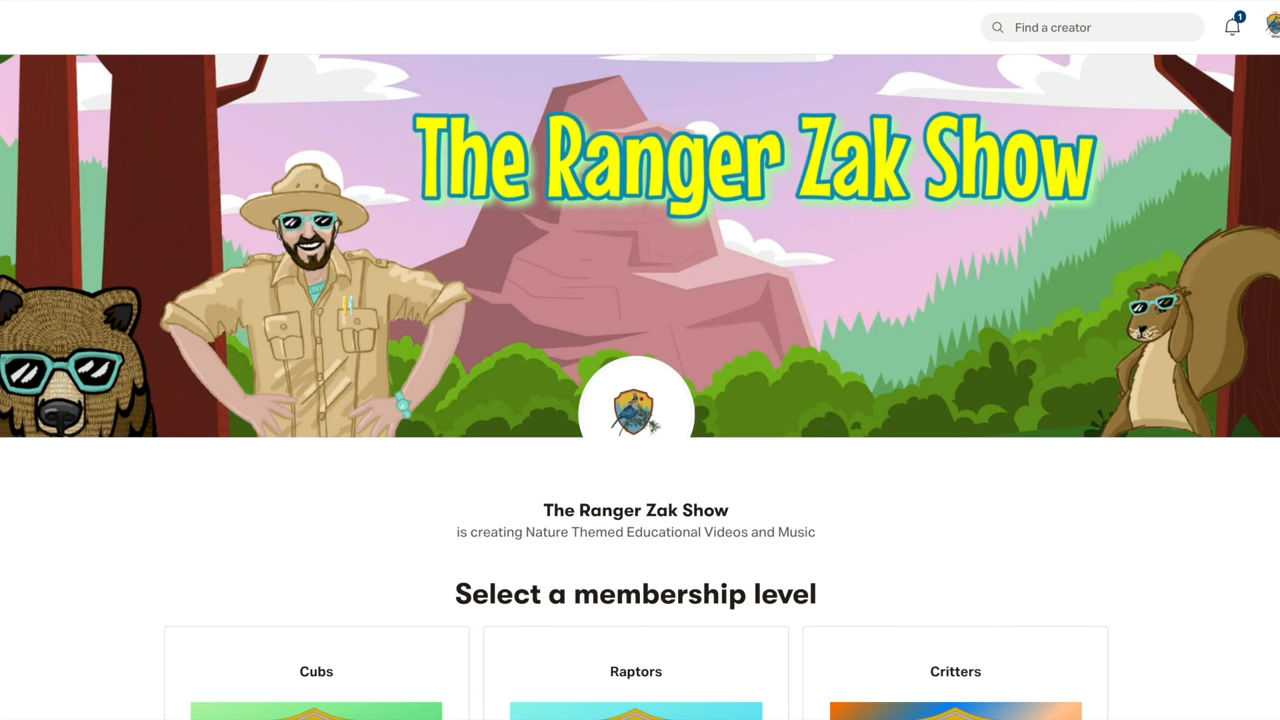 Find a creator
1
The Ranger Zak Show
The Ranger Zak Show
is creating Nature Themed Educational Videos and Music
Select a membership level
Cubs
Raptors
Critters